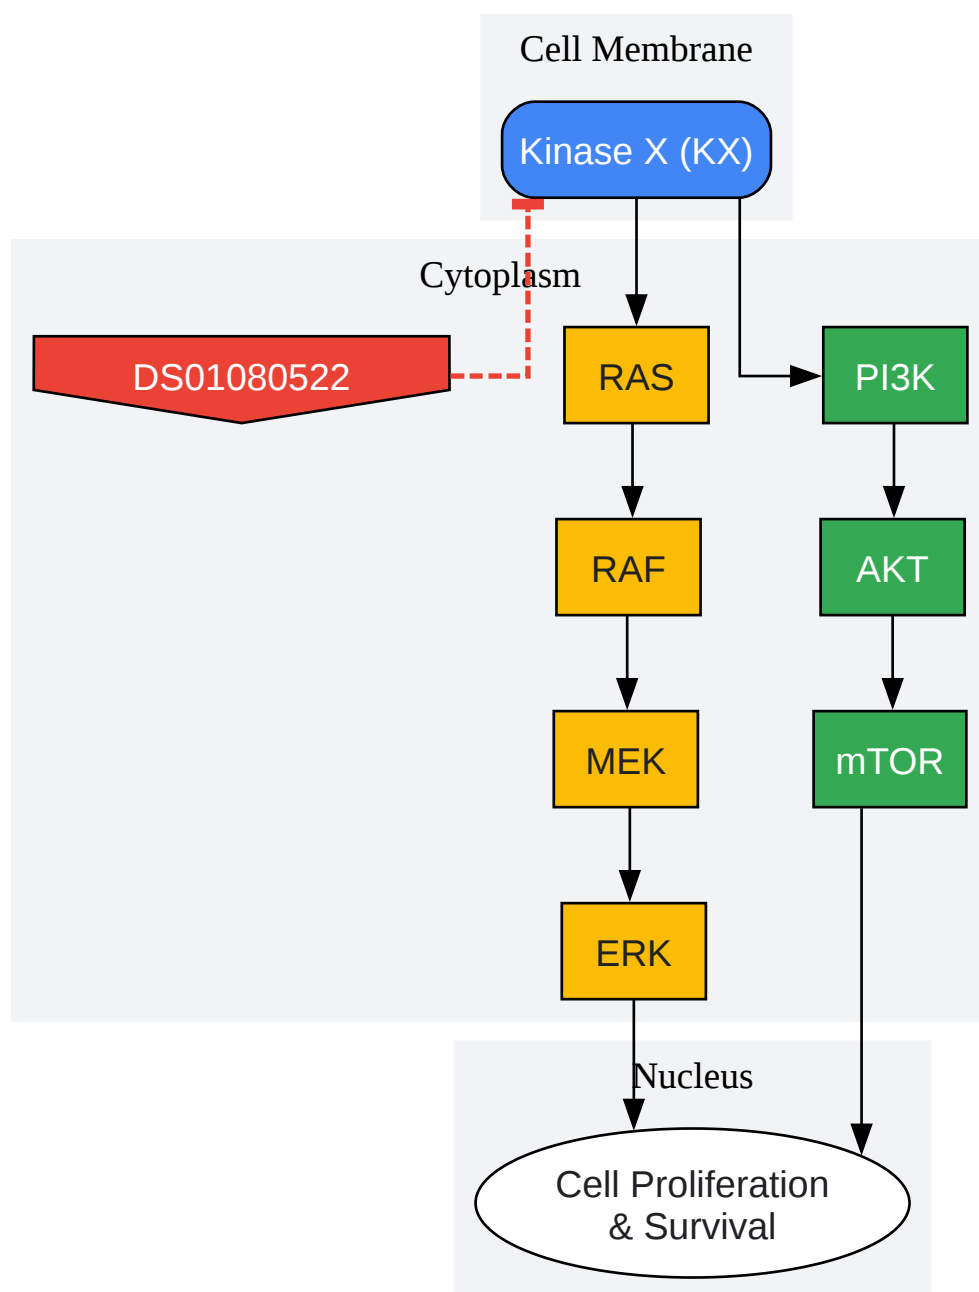 Cell Membrane
Kinase X (KX)
Cytoplasm
DS01080522
RAS
PI3K
RAF
AKT
MEK
mTOR
ERK
Nucleus
Cell Proliferation
& Survival